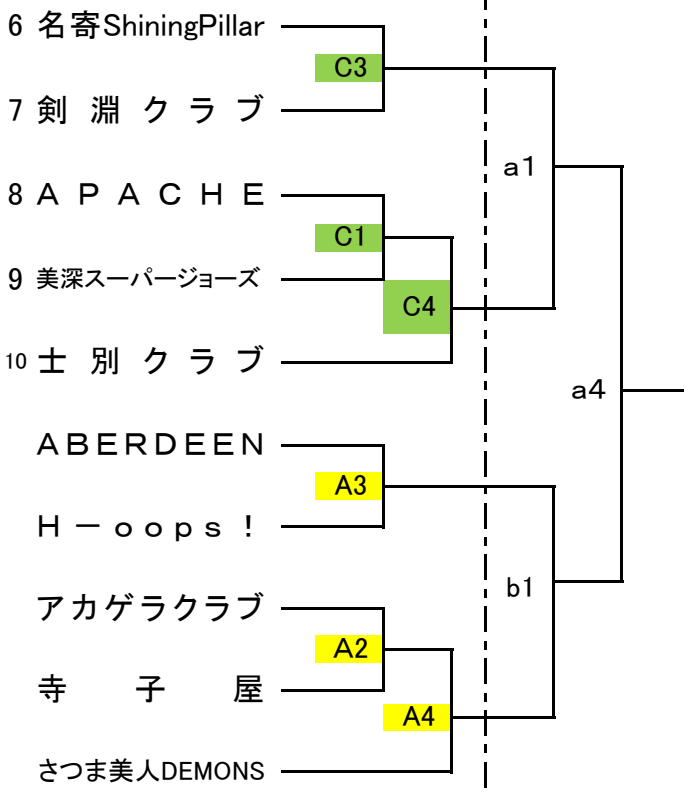 6 名寄ShiningPillar
C3
7 剣淵クラブ
a1
8 ＡＰＡＣＨＥ
C1
9 美深スーパージョーズ
C4
10 士別クラブ
a4
ＡＢＥＲＤＥＥＮ
A3
Ｈ－ｏｏｐｓ！
b1
アカゲラクラブ
A2
寺子屋
A4
さつま美人DEMONS